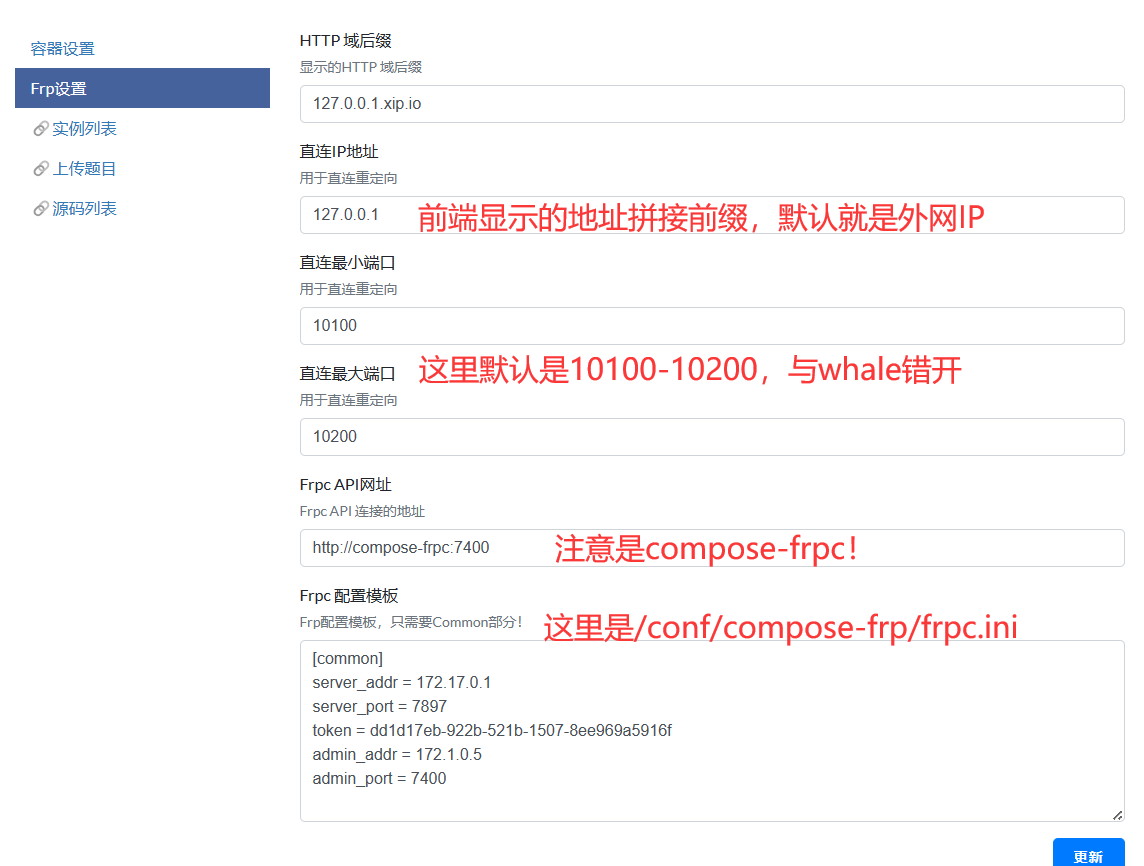 容器设置
Frp设置
实例列表
上传题目
源码列表
HTTP 域后缀
显示的HTTP 域后缀
127.0.0.1.xip.io
直连IP地址
用于直连重定向
127.0.0.1 前端显示的地址拼接前缀，默认就是外网IP
直连最小端口
用于直连重定向
10100
直连最大端口 这里默认是10100-10200，与whale错开
用于直连重定向
10200
Frpc API网址
Frpc API 连接的地址
http://compose-frpc:7400 注意是compose-frpc！
Frpc 配置模板
Frp配置模板，只需要Common部分！ 这里是/conf/compose-frp/frpc.ini
[common]
server_addr = 172.17.0.1
server_port = 7897
token = dd1d17eb-922b-521b-1507-8ee969a5916f
admin_addr = 172.1.0.5
admin_port = 7400
更新